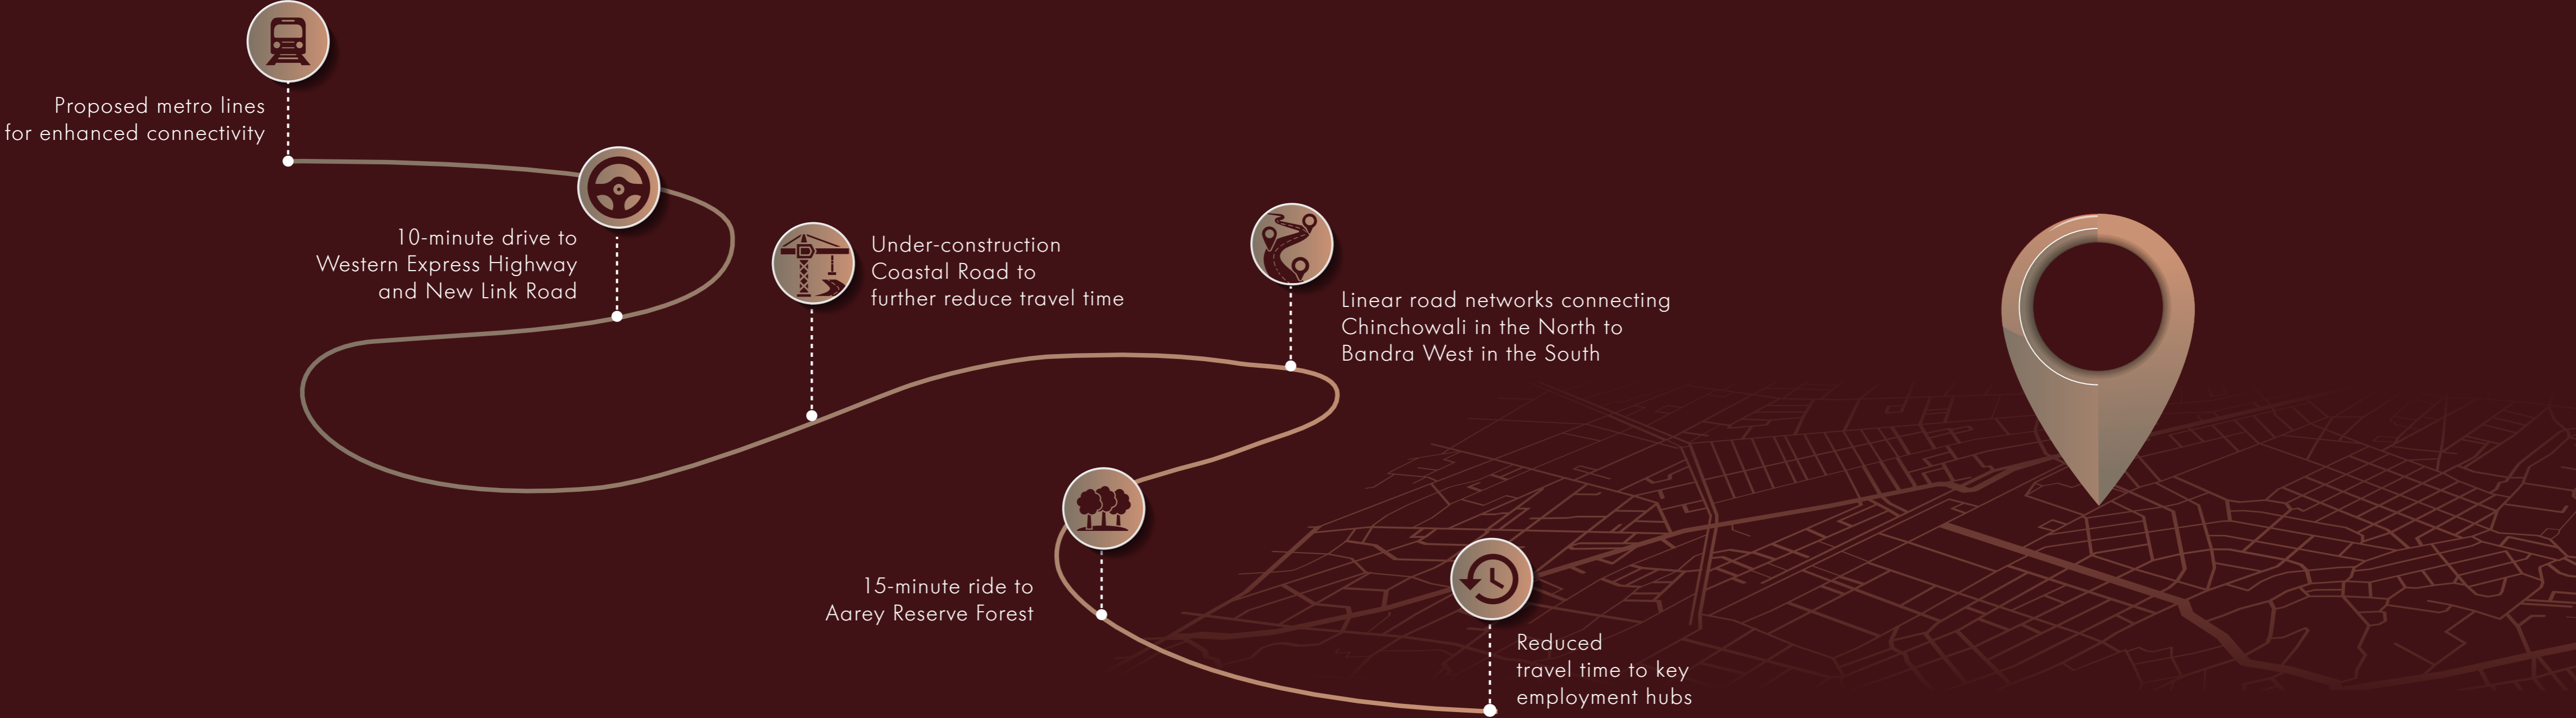 Proposed metro lines
for enhanced connectivity
10-minute drive to
Western Express Highway
and New Link Road
Under-construction
Coastal Road to
further reduce travel time
Linear road networks connecting
Chinchowali in the North to
Bandra West in the South
15-minute ride to
Aarey Reserve Forest
Reduced
travel time to key
employment hubs